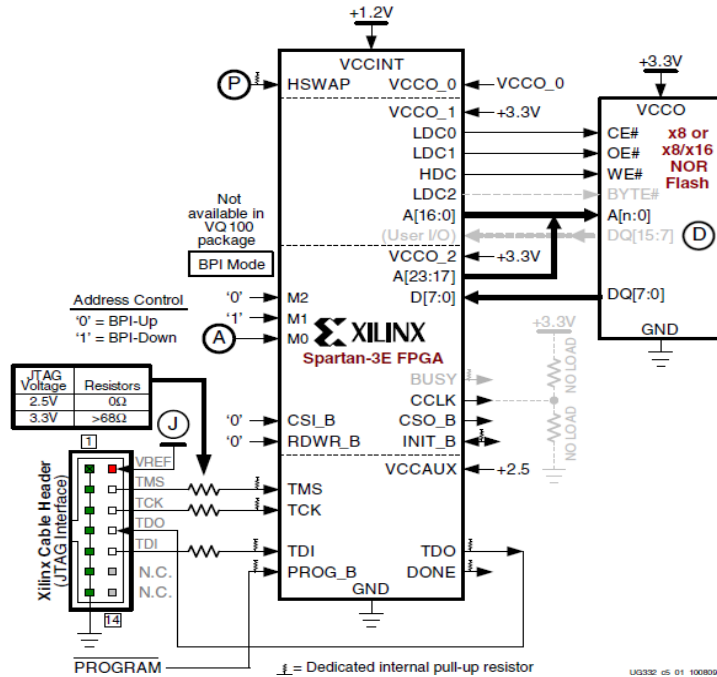 +1.2V
VCCINT
P
HSWAP
VCCO_0
VCCO_0
+3.3V
VCCO_1
+3.3V
VCCO
LDC0
CE#
x8 or
x8/x16
NOR
Flash
LDC1
OE#
HDC
WE#
LDC2
BYTE#
Not
available in
VQ100
package
A[16:0]
A[n:0]
(User I/O)
DQ[15:7]
D
BPI Mode
VCCO_2
+3.3V
A[23:17]
Address Control
'0' = BPI-Up
'1' = BPI-Down
'0'
M2
D[7:0]
DQ[7:0]
'1'
M1
A
M0
XILINX
Spartan-3E FPGA
+3.3V
GND
NO LOAD
NO LOAD
JTAG
Voltage
Resistors
2.5V
0Ω
3.3V
>68Ω
BUSY
CCLK
'0'
CSI_B
CSO_B
'0'
RDWR_B
INIT_B
J
1
VREF
VCCAUX
+2.5
Xilinx Cable Header
(JTAG Interface)
TMS
TMS
TCK
TCK
TDO
TDI
TDI
TDO
N.C.
PROG_B
DONE
N.C.
GND
14
PROGRAM
= Dedicated internal pull-up resistor
UG332_c5_01_100809